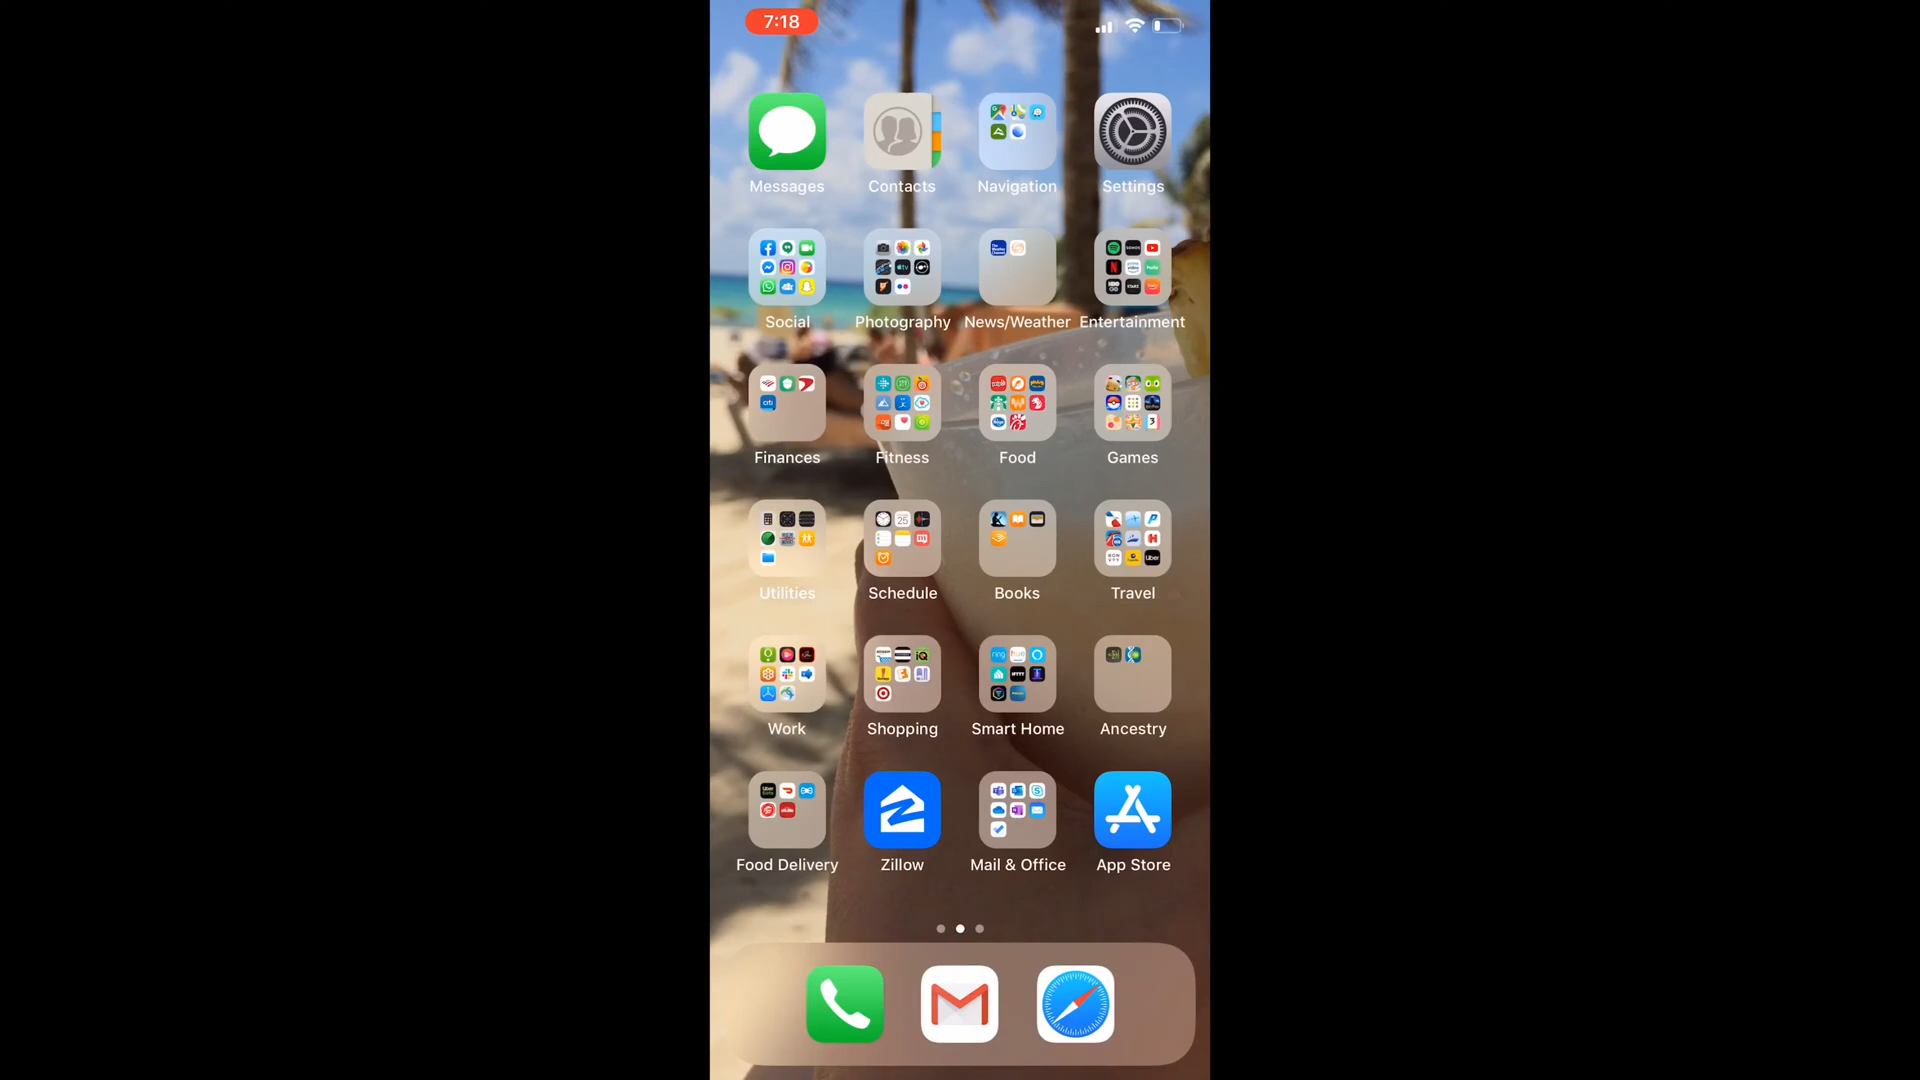 7:18
Messages Contacts Navigation Settings
Social Photography News/Weather Entertainment
Finances Fitness Food Games
25
Utilities Schedule Books Travel
Work Shopping Smart Home Ancestry
Food Delivery Zillow Mail & Office App Store